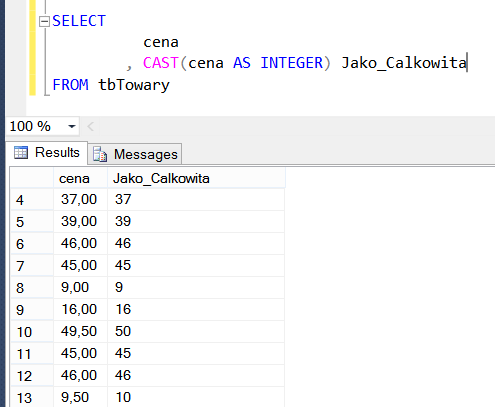 SELECT
cena
, CAST(cena AS INTEGER) Jako_Calkowita
FROM tbTowary
100 %
Results Messages
cena Jako_Calkowita
4 37,00 37
5 39,00 39
6 46,00 46
7 45,00 45
8 9,00 9
9 16,00 16
10 49,50 50
11 45,00 45
12 46,00 46
13 9,50 10